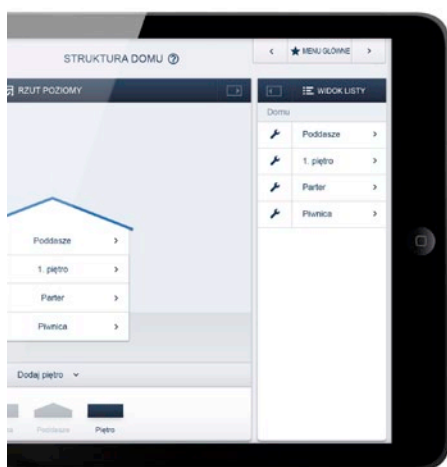 STRUKTURA DOMU ?
MENU GŁÓWNE
RZUT POZIOMY
WIDOK LISTY
Domu
Poddasze
1. piętro
Parter
Piwnica
Poddasze
1. piętro
Parter
Piwnica
Dodaj piętro
Poddasze
Piętro